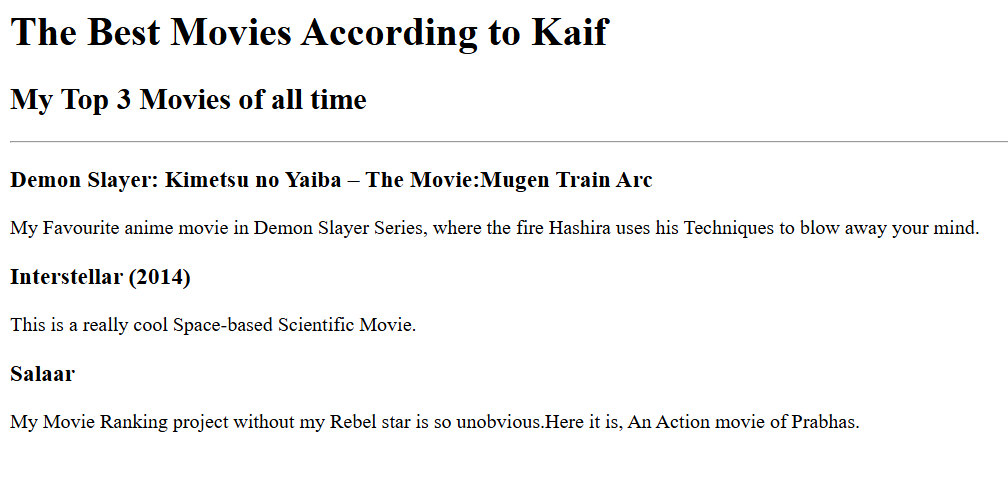 The Best Movies According to Kaif
My Top 3 Movies of all time
Demon Slayer: Kimetsu no Yaiba – The Movie:Mugen Train Arc
My Favourite anime movie in Demon Slayer Series, where the fire Hashira uses his Techniques to blow away your mind.
Interstellar (2014)
This is a really cool Space-based Scientific Movie.
Salaar
My Movie Ranking project without my Rebel star is so unobvious.Here it is, An Action movie of Prabhas.